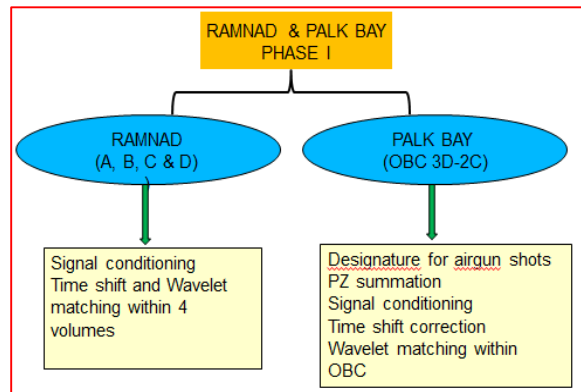 RAMNAD & PALK BAY
PHASE I
RAMNAD
(A, B, C & D)
)
PALK BAY
(OBC 3D-2C)
Signal conditioning
Time shift and Wavelet
matching within 4
volumes
Designature for airgun shots
PZ summation
Signal conditioning
Time shift correction
Wavelet matching within
OBC